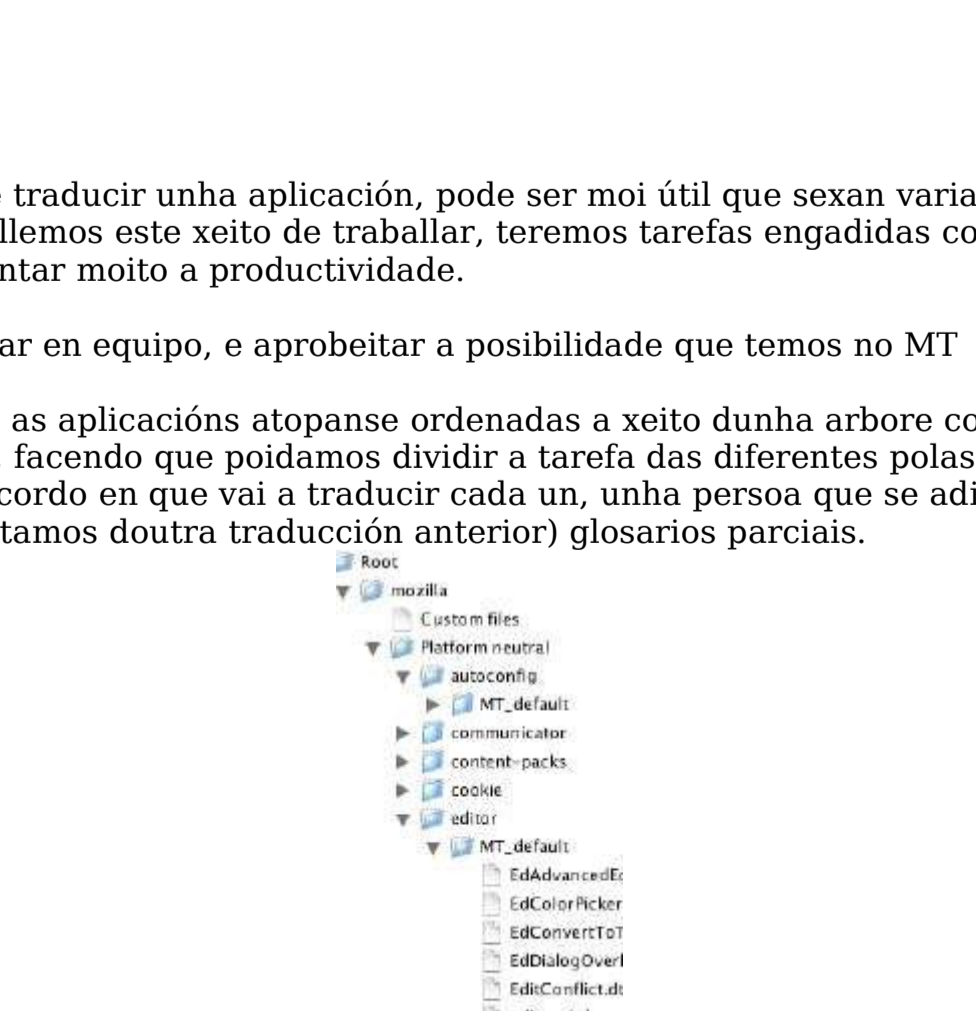 traducir unha aplicación, pode ser moi útil que sexan varia
llemos este xeito de traballar, teremos tarefas engadidas co
ntar moito a productividade.
ar en equipo, e aprobeitar a posibilidade que temos no MT
as aplicacións atopanse ordenadas a xeito dunha arbore co
facendo que poidamos dividir a tarefa das diferentes polas
cordo en que vai a traducir cada un, unha persoa que se adi
tamos doutra traducción anterior) glosarios parciais.
Root
mozilla
Custom files
Platform neutral
autoconfig
MT_default
communicator
content-packs
cookie
editor
MT_default
EdAdvancedEd
EdColorPicker
EdConvertToT
EdDialogOverl
EditConflict.dt